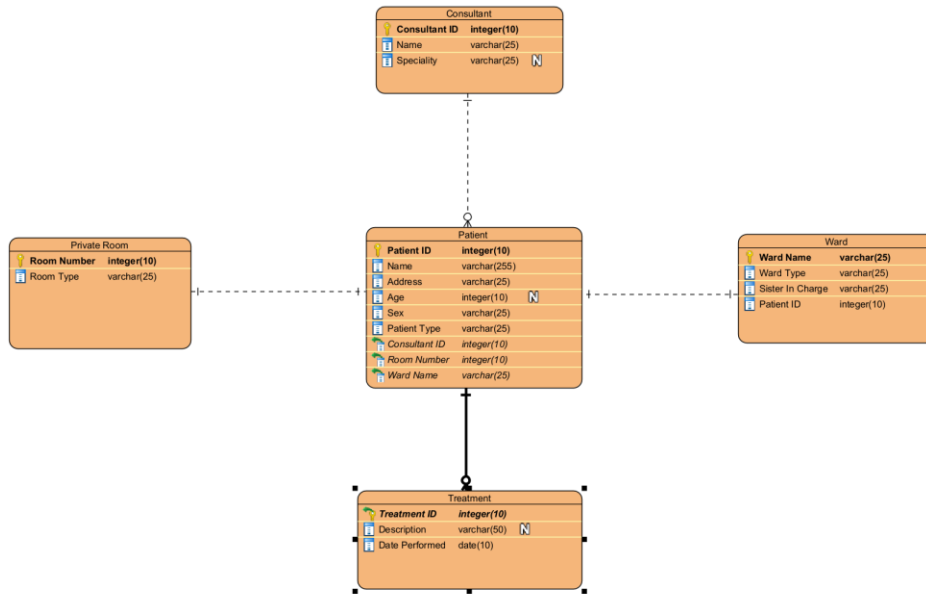 Consultant
Consultant ID integer(10)
Name varchar(25)
Speciality varchar(25) N
Private Room
Room Number integer(10)
Room Type varchar(25)
Patient
Patient ID integer(10)
Name varchar(255)
Address varchar(25)
Age integer(10) N
Sex varchar(25)
Patient Type varchar(25)
Consultant ID integer(10)
Room Number integer(10)
Ward Name varchar(25)
Ward
Ward Name varchar(25)
Ward Type varchar(25)
Sister In Charge varchar(25)
Patient ID integer(10)
Treatment
Treatment ID integer(10)
Description varchar(50) N
Date Performed date(10)